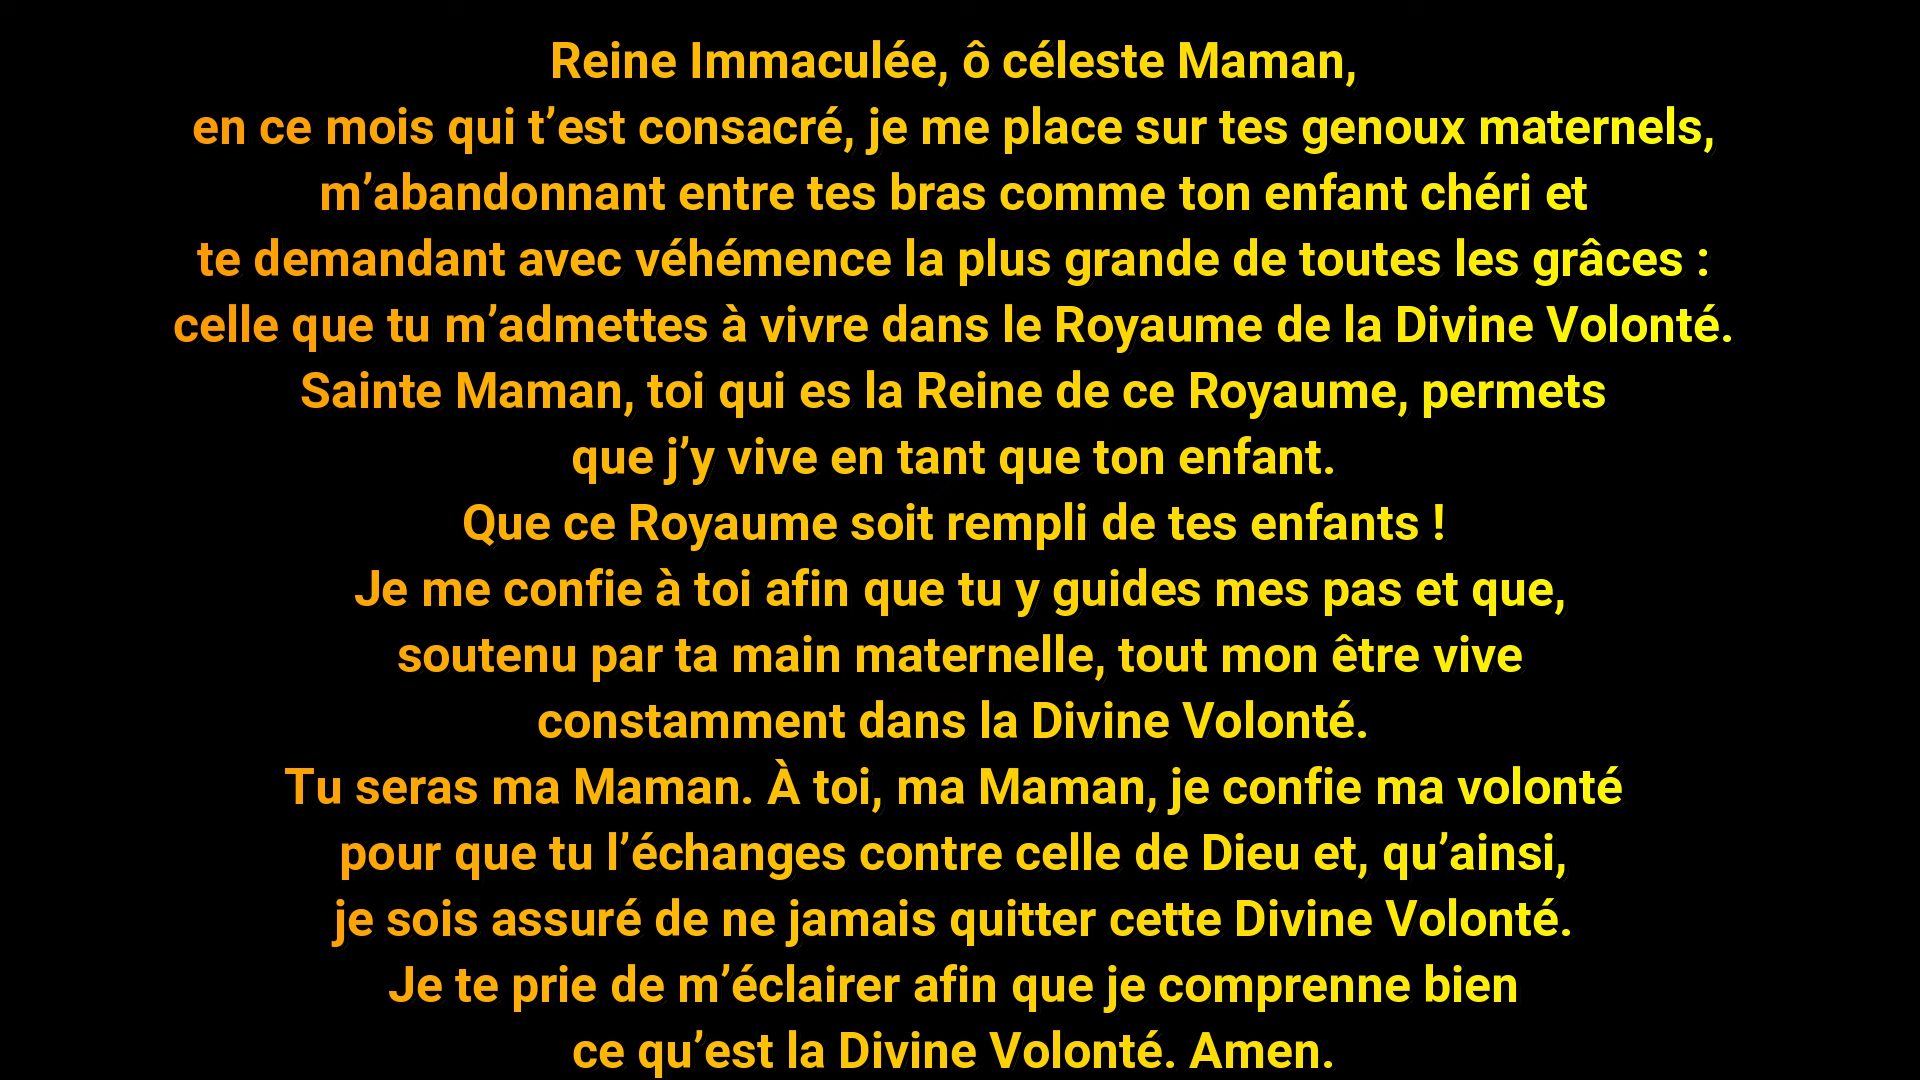 Reine Immaculée, ô céleste Maman,
en ce mois qui t’est consacré, je me place sur tes genoux maternels,
m’abandonnant entre tes bras comme ton enfant chéri et
te demandant avec véhémence la plus grande de toutes les grâces :
celle que tu m’admettes à vivre dans le Royaume de la Divine Volonté.
Sainte Maman, toi qui es la Reine de ce Royaume, permets
que j’y vive en tant que ton enfant.
Que ce Royaume soit rempli de tes enfants !
Je me confie à toi afin que tu y guides mes pas et que,
soutenu par ta main maternelle, tout mon être vive
constamment dans la Divine Volonté.
Tu seras ma Maman. À toi, ma Maman, je confie ma volonté
pour que tu l’échanges contre celle de Dieu et, qu’ainsi,
je sois assuré de ne jamais quitter cette Divine Volonté.
Je te prie de m’éclairer afin que je comprenne bien
ce qu’est la Divine Volonté. Amen.